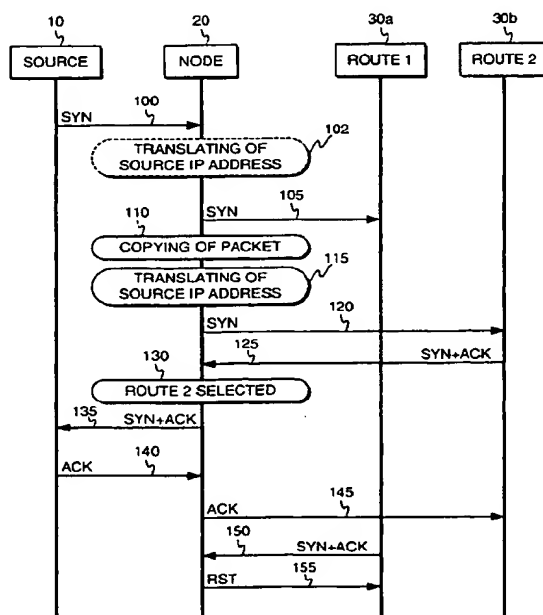 10
20
30a
30b
SOURCE
NODE
ROUTE 1
ROUTE 2
SYN
100
TRANSLATING OF
SOURCE IP ADDRESS
102
SYN
105
110
COPYING OF PACKET
TRANSLATING OF
SOURCE IP ADDRESS
115
SYN
120
125
SYN+ACK
130
ROUTE 2 SELECTED
135
SYN+ACK
ACK
140
ACK
145
150
SYN+ACK
RST
155